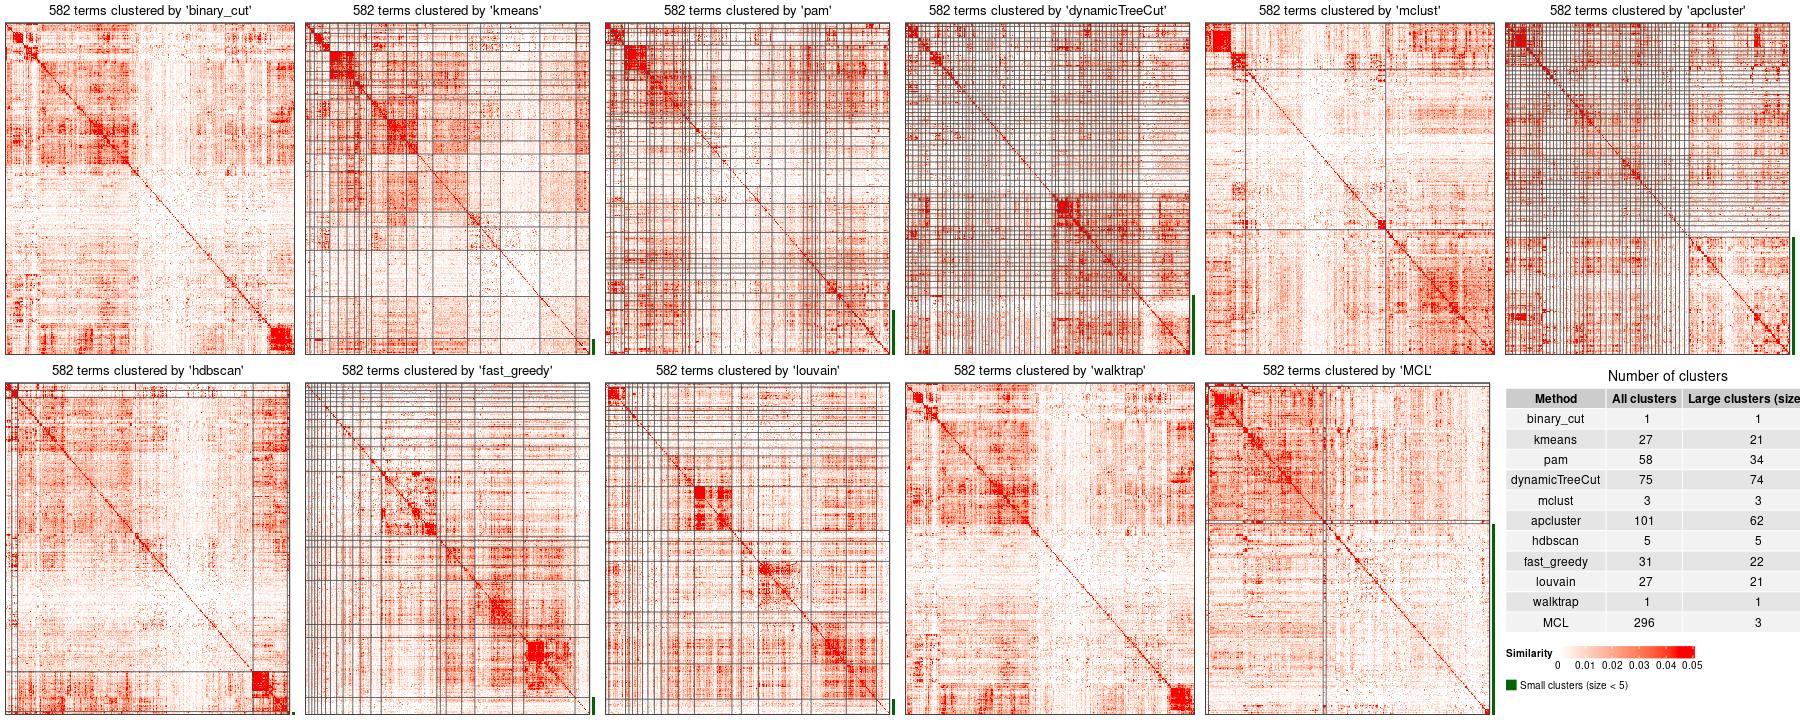 582 terms clustered by 'binary_cut'
582 terms clustered by 'kmeans'
582 terms clustered by 'pam'
582 terms clustered by 'dynamicTreeCut'
582 terms clustered by 'mclust'
582 terms clustered by 'apcluster'
582 terms clustered by 'hdbscan'
582 terms clustered by 'fast_greedy'
582 terms clustered by 'louvain'
582 terms clustered by 'walktrap'
582 terms clustered by 'MCL'
Number of clusters
Method All clusters Large clusters (size
binary_cut 1 1
kmeans 27 21
pam 58 34
dynamicTreeCut 75 74
mclust 3 3
apcluster 101 62
hdbscan 5 5
fast_greedy 31 22
louvain 27 21
walktrap 1 1
MCL 296 3
Similarity
0 0.01 0.02 0.03 0.04 0.05
Small clusters (size < 5)